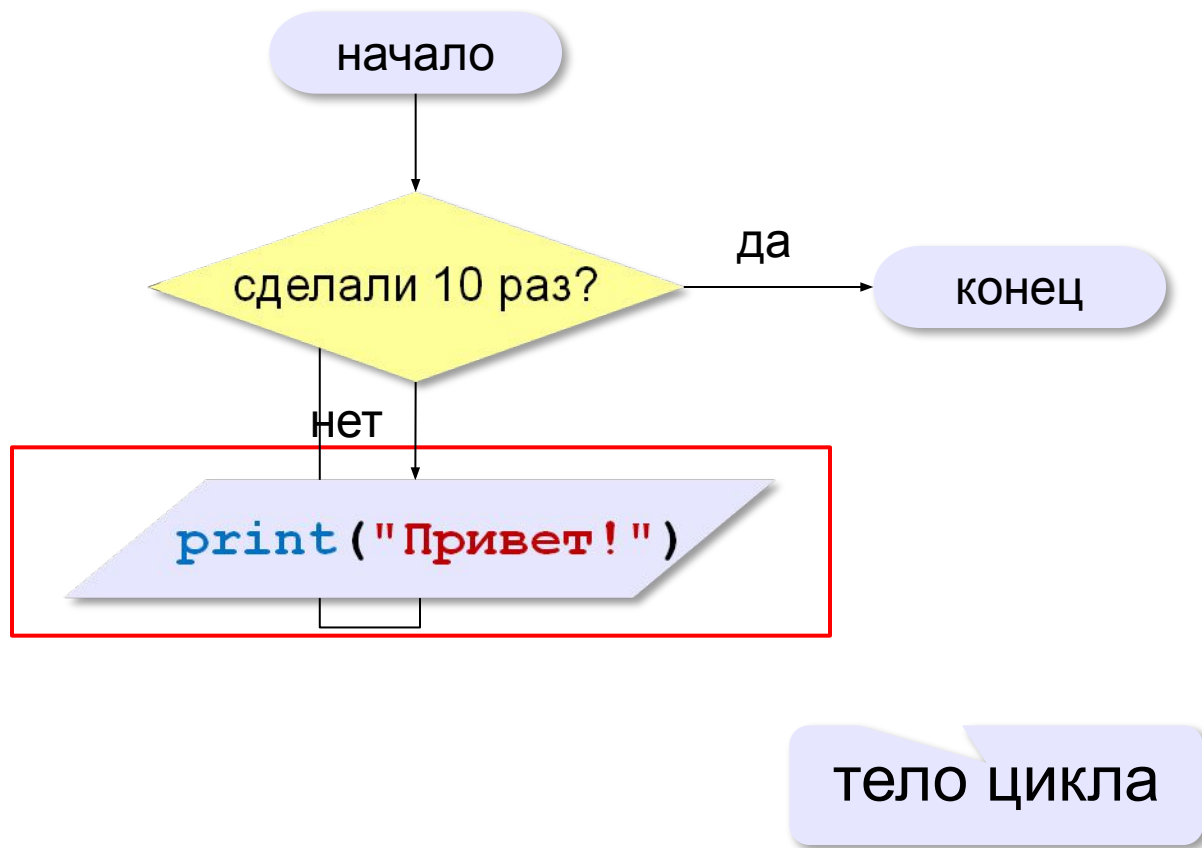 начало
сделали 10 раз?
да
конец
нет
print("Привет!")
тело цикла